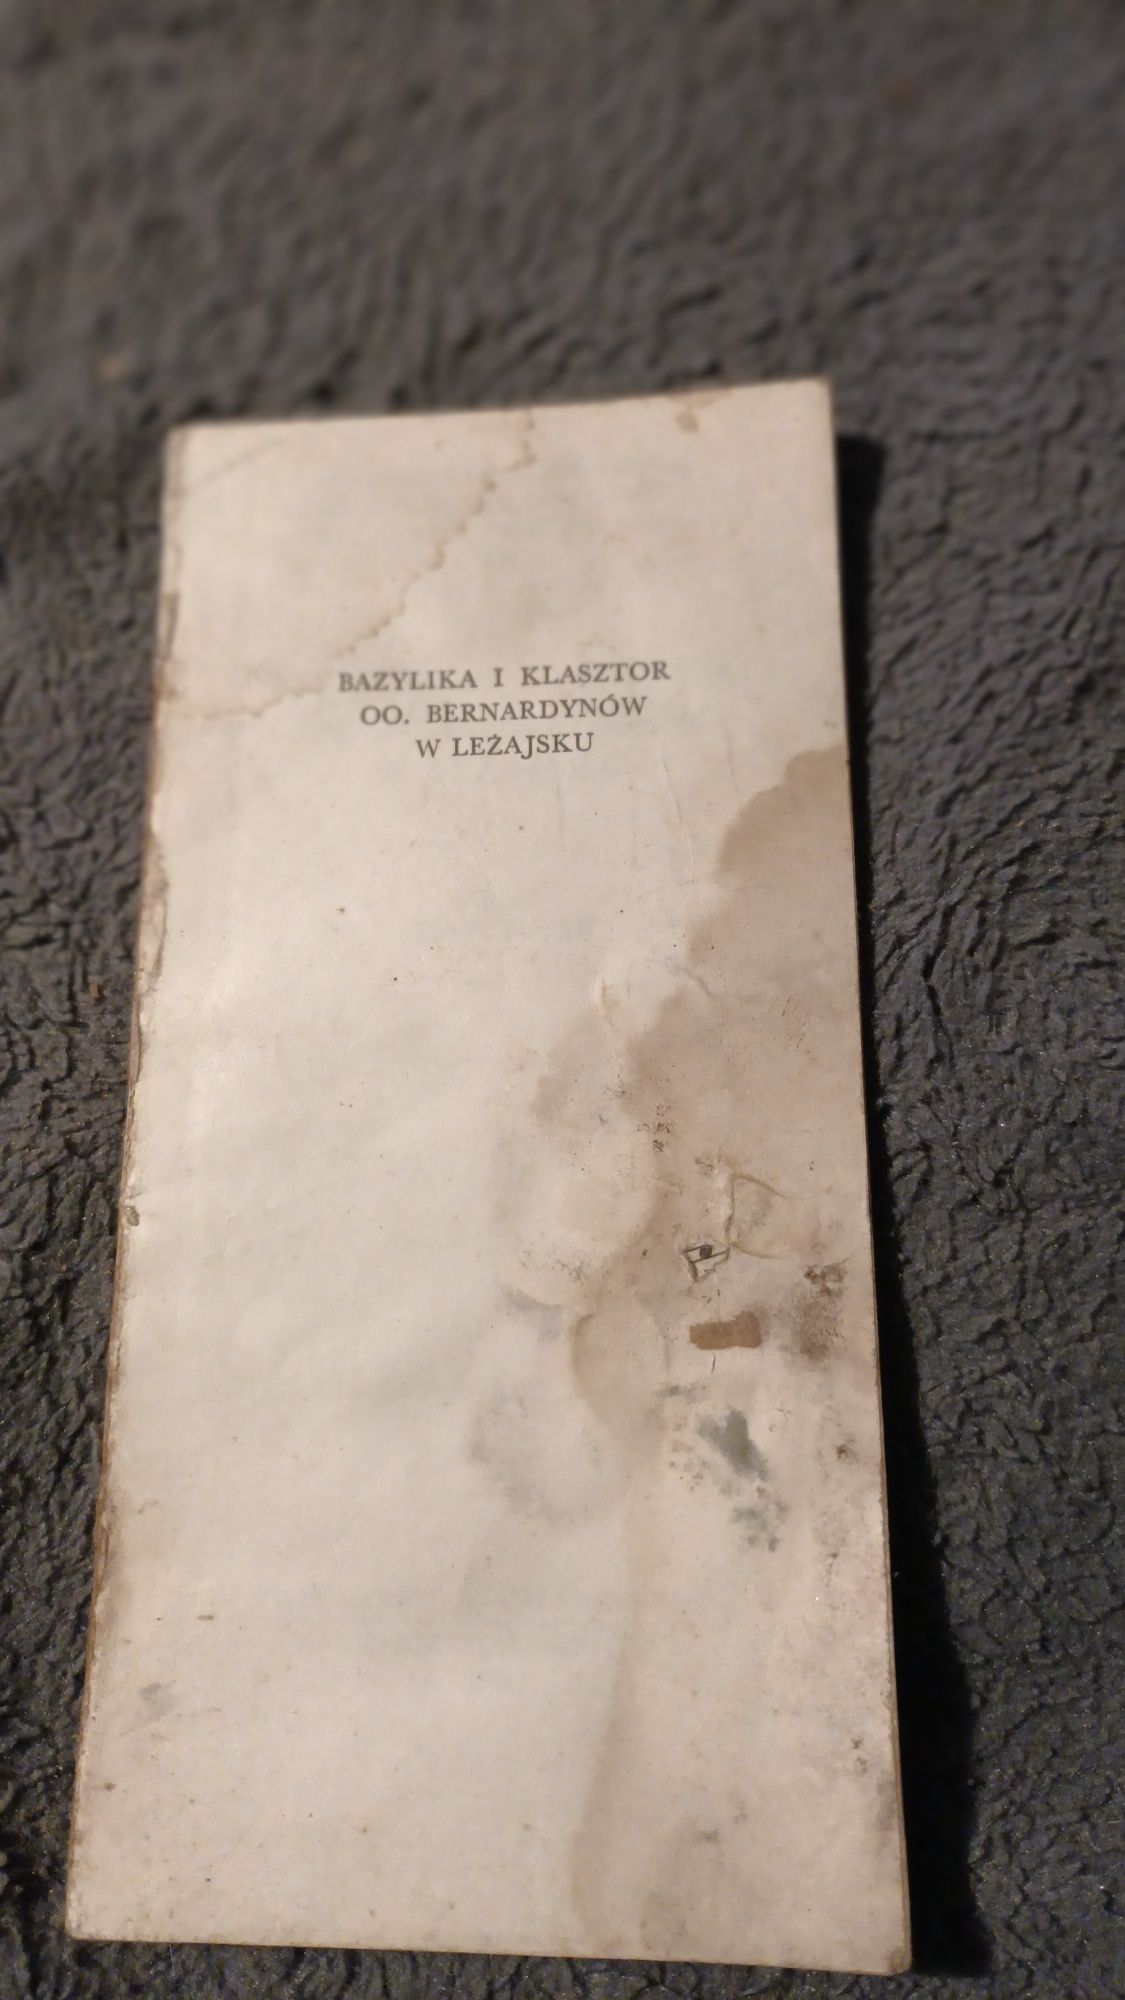 BAZYLIKA I KLASZTOR
OO. BERNARDYNÓW
W LEŻAJSKU